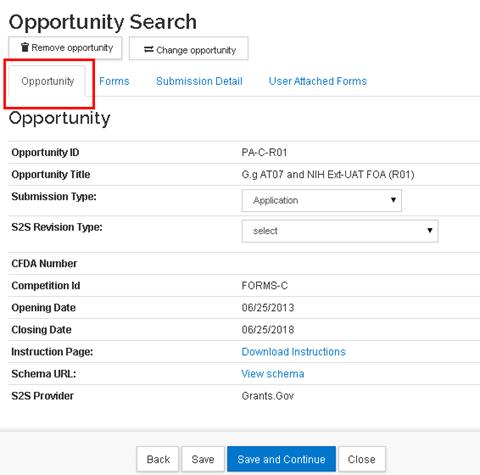 Opportunity Search
Remove opportunity Change opportunity
Opportunity Forms Submission Detail User Attached Forms
Opportunity
Opportunity ID PA-C-R01
Opportunity Title G.g AT07 and NIH Ext-UAT FOA (R01)
Submission Type: Application
S2S Revision Type: select
CFDA Number
Competition Id FORMS-C
Opening Date 06/25/2013
Closing Date 06/25/2018
Instruction Page: Download Instructions
Schema URL: View schema
S2S Provider Grants.Gov
Back Save Save and Continue Close